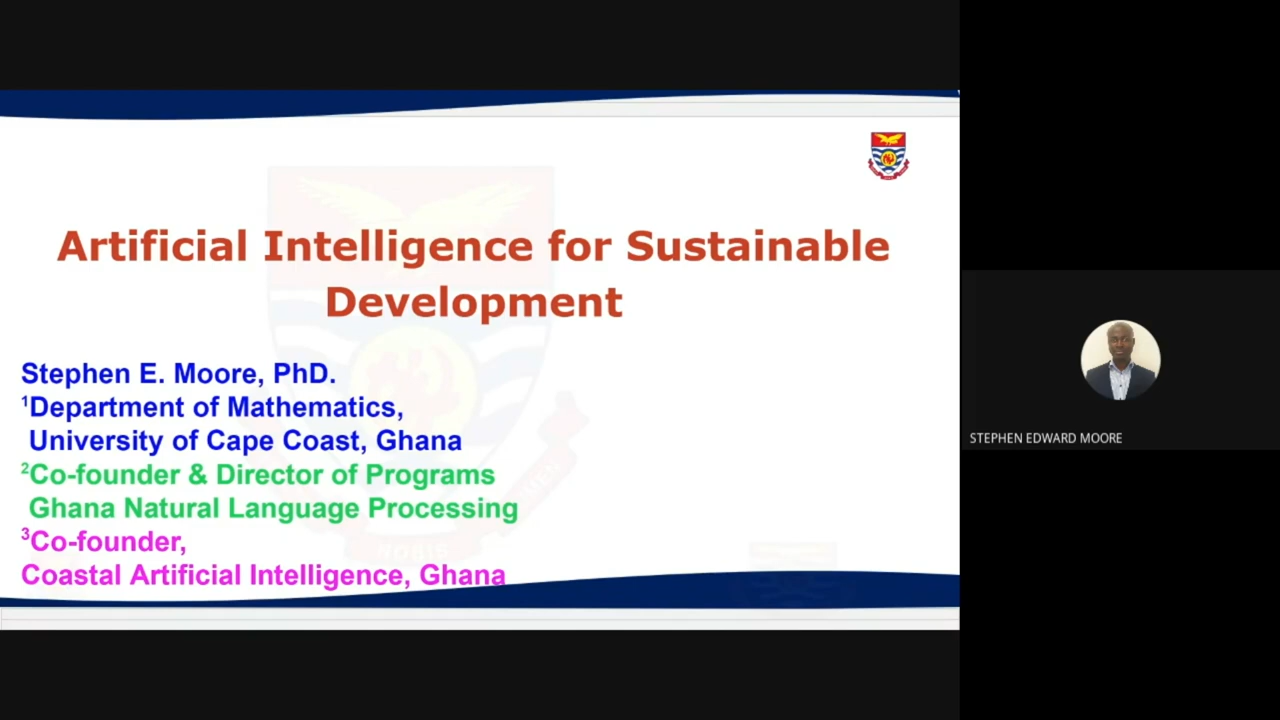 Artificial Intelligence for Sustainable
Development
Stephen E. Moore, PhD.
¹Department of Mathematics,
University of Cape Coast, Ghana
²Co-founder & Director of Programs
Ghana Natural Language Processing
³Co-founder,
Coastal Artificial Intelligence, Ghana
STEPHEN EDWARD MOORE